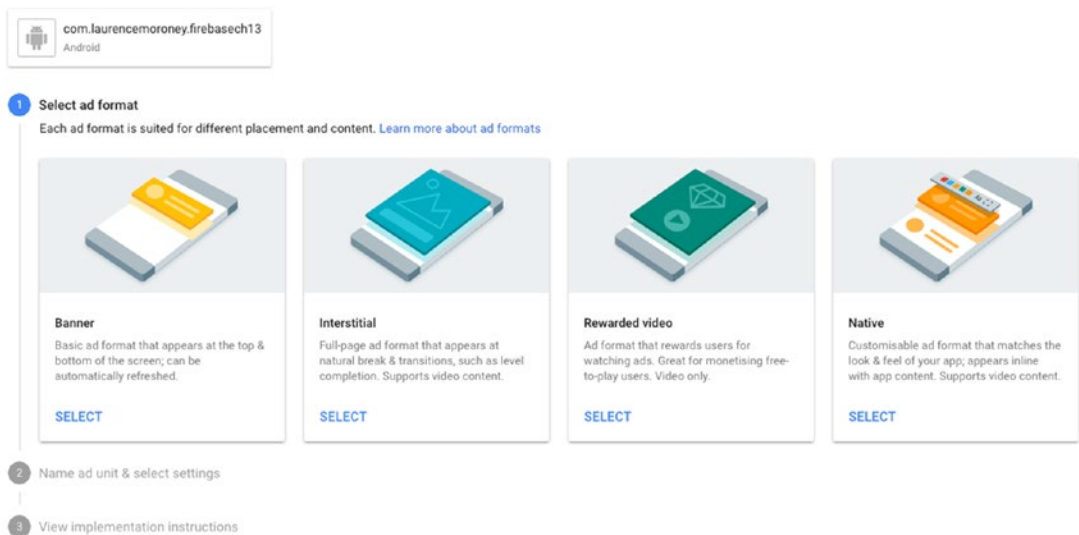 com.laurencemoroney.firebasech13
Android
1 Select ad format
Each ad format is suited for different placement and content. Learn more about ad formats
Banner
Basic ad format that appears at the top &
bottom of the screen; can be
automatically refreshed.
SELECT
Interstitial
Full-page ad format that appears at
natural break & transitions, such as level
completion. Supports video content.
SELECT
Rewarded video
Ad format that rewards users for
watching ads. Great for monetising free-
to-play users. Video only.
SELECT
Native
Customisable ad format that matches the
look & feel of your app; appears inline
with app content. Supports video content.
SELECT
2 Name ad unit & select settings
3 View implementation instructions